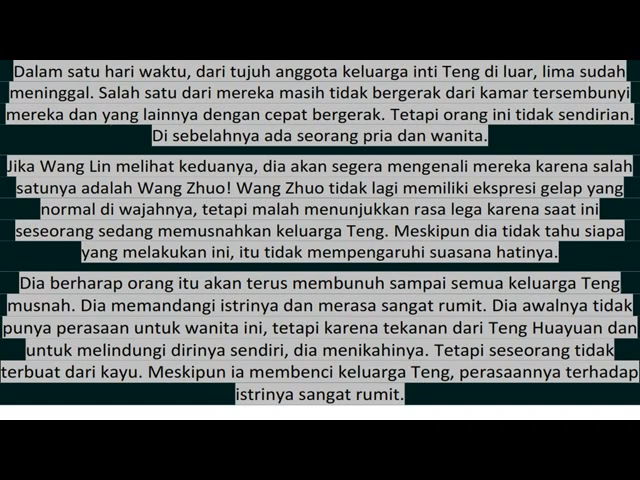 Dalam satu hari waktu, dari tujuh anggota keluarga inti Teng di luar, lima sudah
meninggal. Salah satu dari mereka masih tidak bergerak dari kamar tersembunyi
mereka dan yang lainnya dengan cepat bergerak. Tetapi orang ini tidak sendirian.
Di sebelahnya ada seorang pria dan wanita.
Jika Wang Lin melihat keduanya, dia akan segera mengenali mereka karena salah
satunya adalah Wang Zhuo! Wang Zhuo tidak lagi memiliki ekspresi gelap yang
normal di wajahnya, tetapi malah menunjukkan rasa lega karena saat ini
seseorang sedang memusnahkan keluarga Teng. Meskipun dia tidak tahu siapa
yang melakukan ini, itu tidak mempengaruhi suasana hatinya.
Dia berharap orang itu akan terus membunuh sampai semua keluarga Teng
musnah. Dia memandangi istrinya dan merasa sangat rumit. Dia awalnya tidak
punya perasaan untuk wanita ini, tetapi karena tekanan dari Teng Huayuan dan
untuk melindungi dirinya sendiri, dia menikahinya. Tetapi seseorang tidak
terbuat dari kayu. Meskipun ia membenci keluarga Teng, perasaannya terhadap
istrinya sangat rumit.